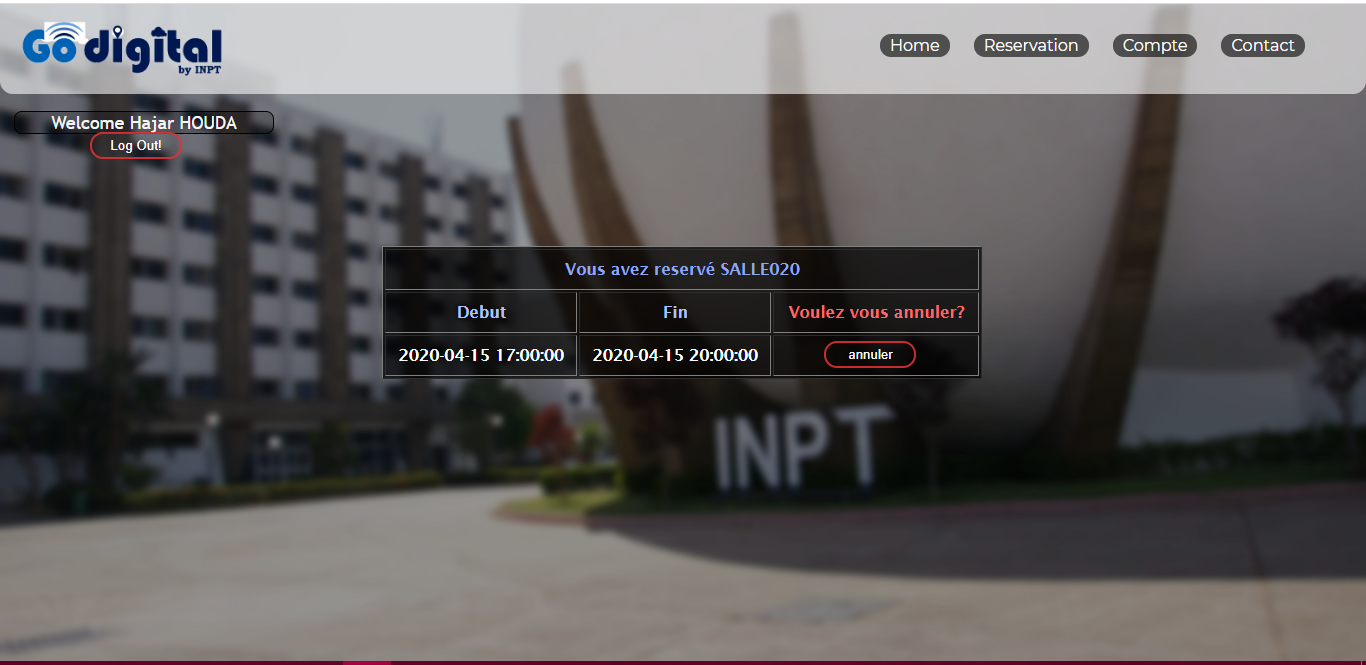 Go digital
by INPT
Home Reservation Compte Contact
Welcome Hajar HOUDA
Log Out!
Vous avez reservé SALLE020
Debut Fin Voulez vous annuler?
2020-04-15 17:00:00 2020-04-15 20:00:00 annuler
INPT